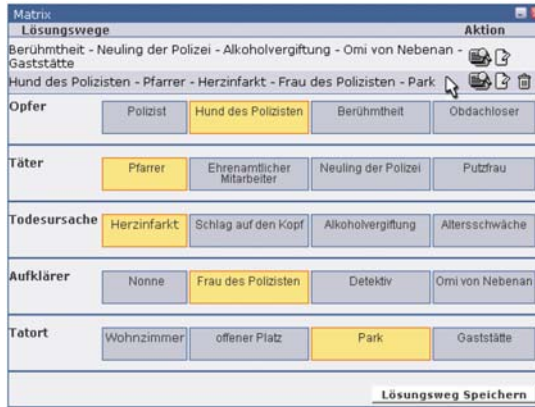 Matrix
Lösungswege Aktion
Berühmtheit - Neuling der Polizei - Alkoholvergiftung - Omi von Nebenan -
Gaststätte
Hund des Polizisten - Pfarrer - Herzinfarkt - Frau des Polizisten - Park
Opfer Polizist Hund des Polizisten Berühmtheit Obdachloser
Täter Pfarrer Ehrenamtlicher Mitarbeiter Neuling der Polizei Putzfrau
Todesursache Herzinfarkt Schlag auf den Kopf Alkoholvergiftung Altersschwäche
Aufklärer Nonne Frau des Polizisten Detektiv Omi von Nebenan
Tatort Wohnzimmer offener Platz Park Gaststätte
Lösungsweg Speichern